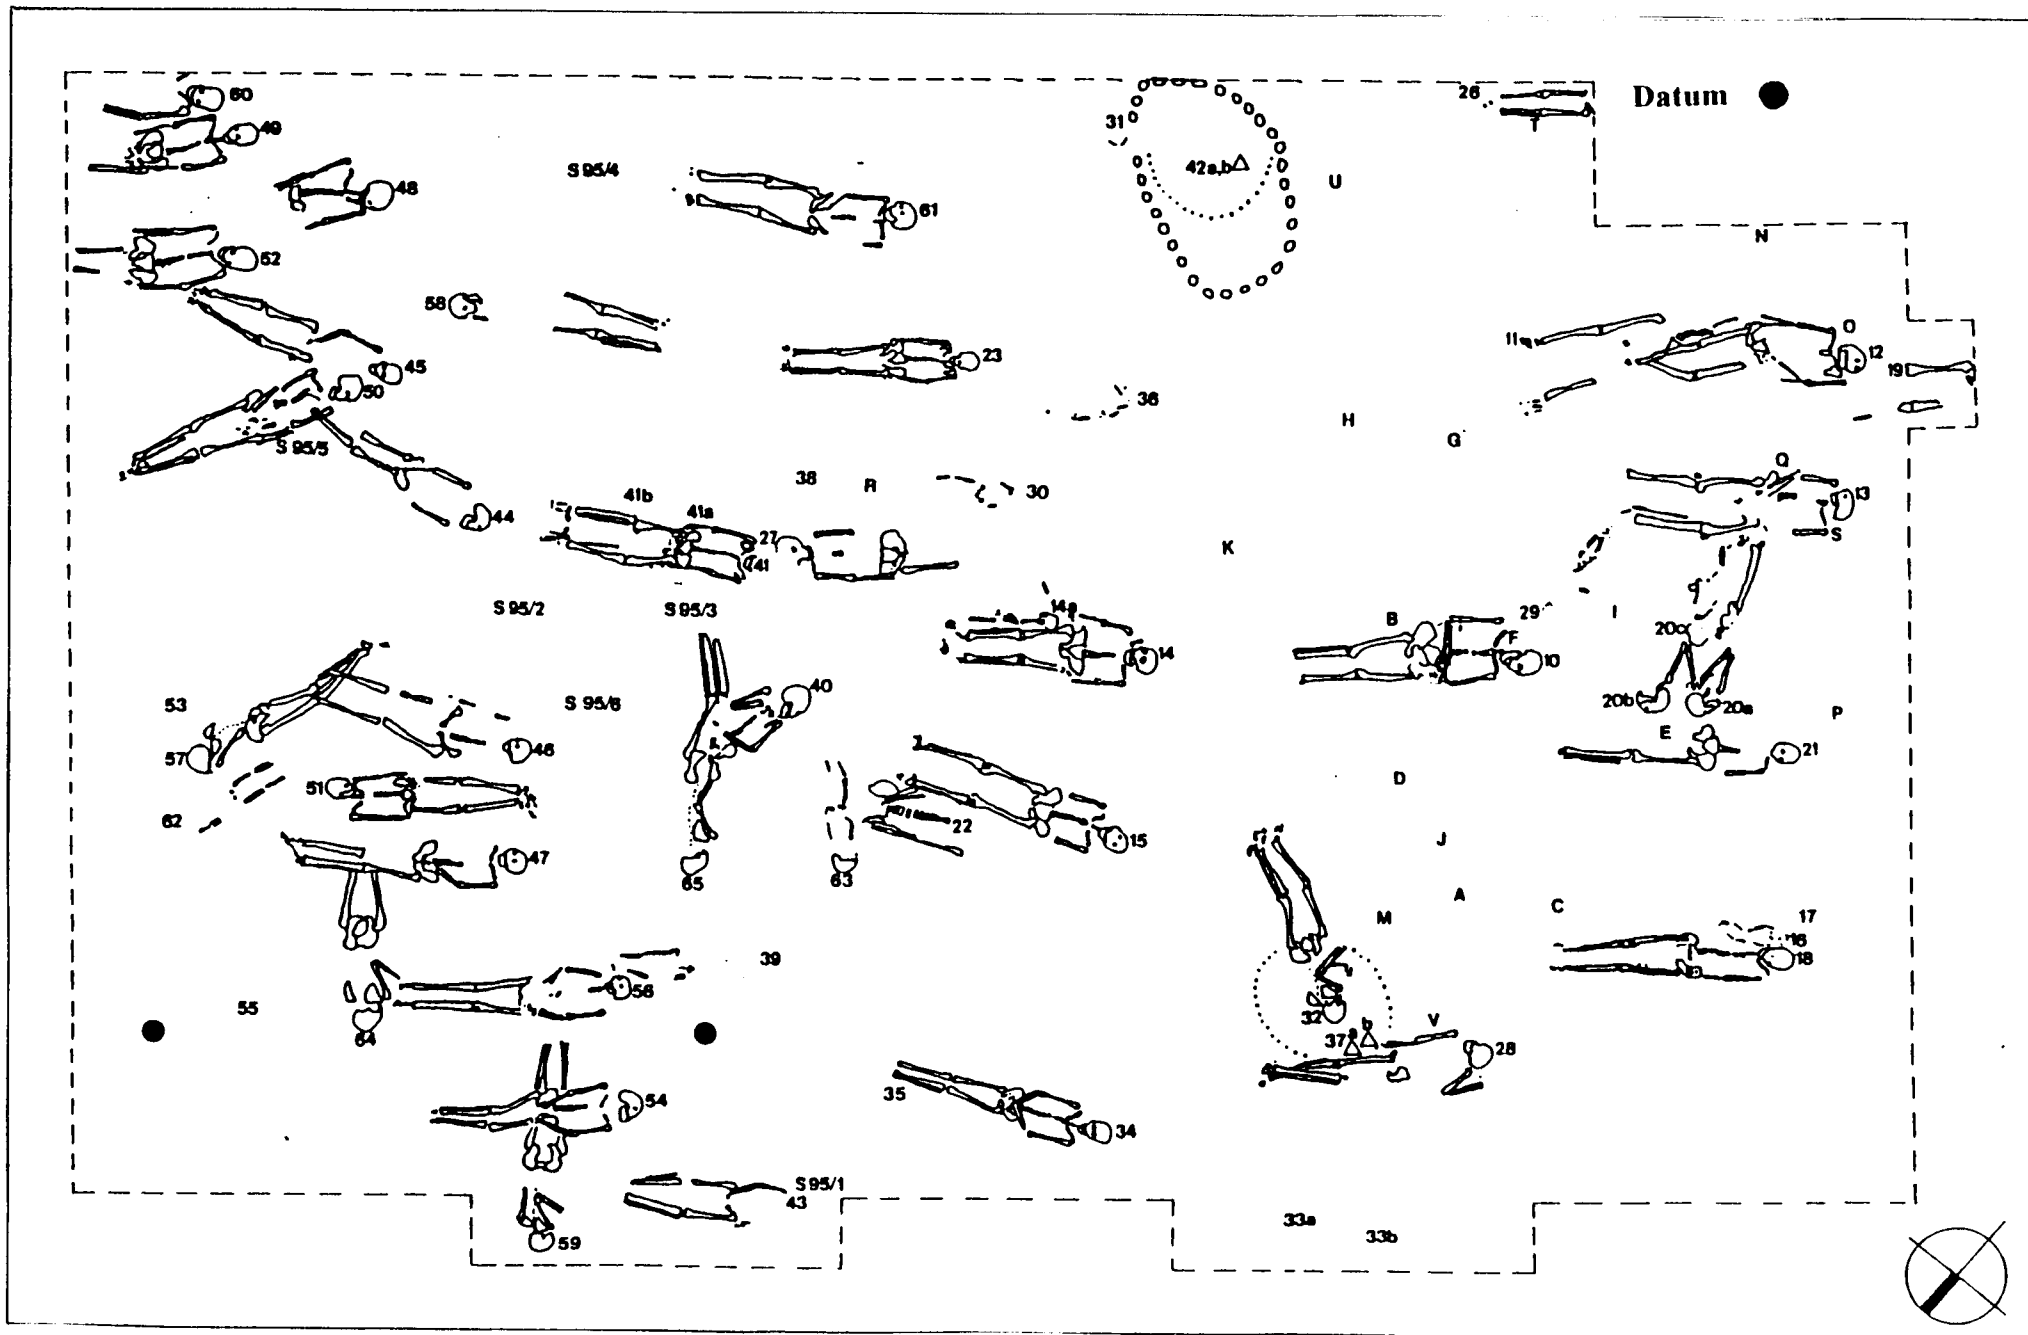 60
49
48
S 95/4
61
31
42a,b
U
26
T
Datum
N
52
58
45
50
S 95/5
23
36
11
O
12
19
H
G
44
41b
41a
27
41
38
R
30
K
Q
13
S
S 95/2
S 95/3
14a
14
B
F
29
10
I
20c
20b
20a
P
E
21
53
57
S 95/6
46
40
62
51
47
65
63
22
15
D
J
A
M
C
17
16
18
39
56
55
64
32
37
a
b
V
28
54
35
34
S 95/1
43
59
33a
33b